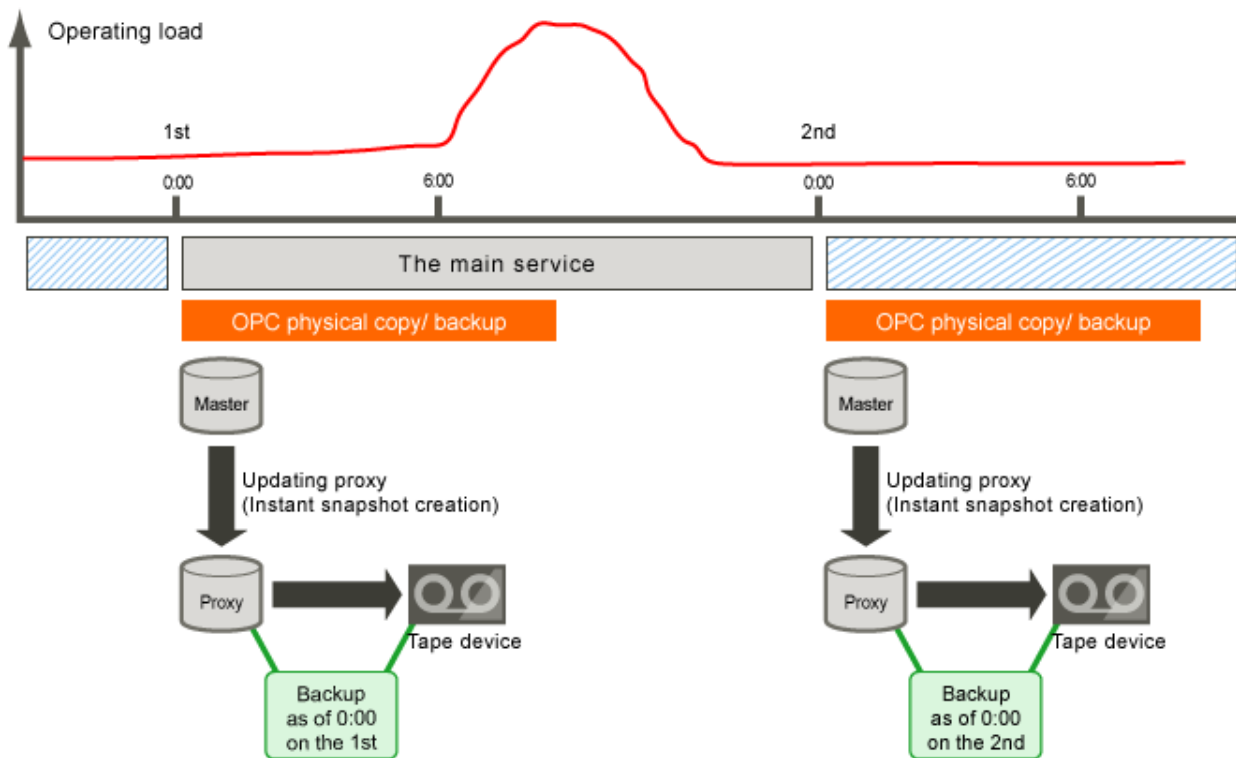 Operating load
1st
2nd
0:00
6:00
0:00
6:00
The main service
OPC physical copy/ backup
OPC physical copy/ backup
Master
Master
Updating proxy
(Instant snapshot creation)
Updating proxy
(Instant snapshot creation)
Proxy
Proxy
Tape device
Tape device
Backup
as of 0:00
on the 1st
Backup
as of 0:00
on the 2nd